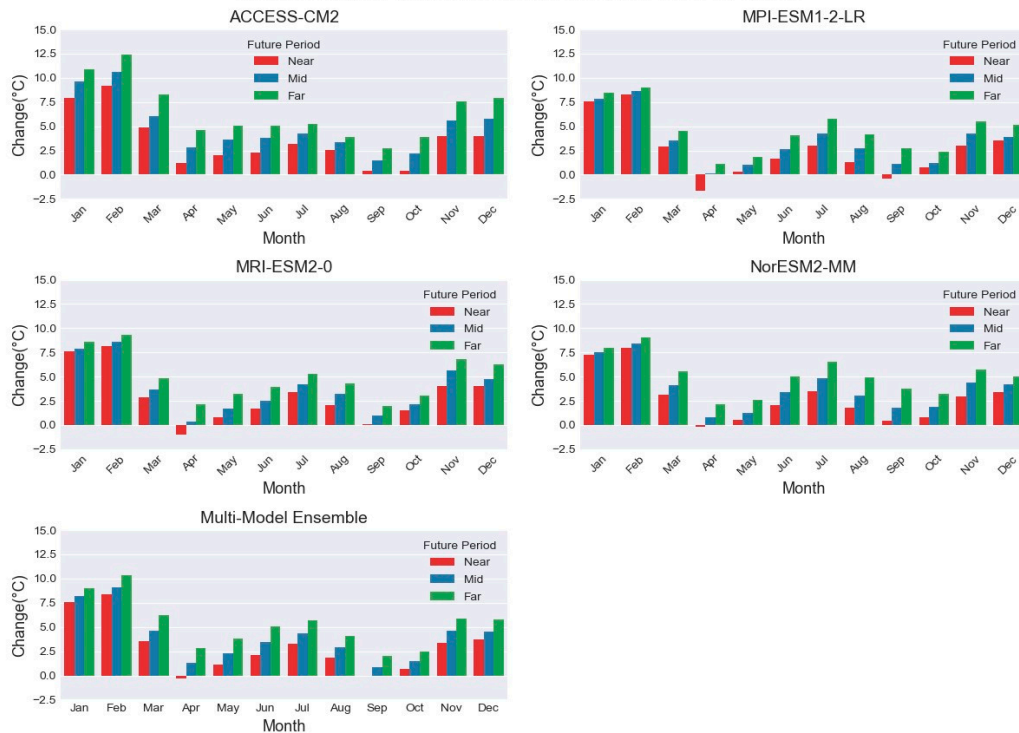 ACCESS-CM2
15.0
12.5
10.0
7.5
5.0
2.5
0.0
−2.5
Change(°C)
Future Period
Near
Mid
Far
Jan Feb Mar Apr May Jun Jul Aug Sep Oct Nov Dec
Month
MPI-ESM1-2-LR
15.0
12.5
10.0
7.5
5.0
2.5
0.0
−2.5
Change(°C)
Future Period
Near
Mid
Far
Jan Feb Mar Apr May Jun Jul Aug Sep Oct Nov Dec
Month
MRI-ESM2-0
15.0
12.5
10.0
7.5
5.0
2.5
0.0
−2.5
Change(°C)
Future Period
Near
Mid
Far
Jan Feb Mar Apr May Jun Jul Aug Sep Oct Nov Dec
Month
NorESM2-MM
15.0
12.5
10.0
7.5
5.0
2.5
0.0
−2.5
Change(°C)
Future Period
Near
Mid
Far
Jan Feb Mar Apr May Jun Jul Aug Sep Oct Nov Dec
Month
Multi-Model Ensemble
15.0
12.5
10.0
7.5
5.0
2.5
0.0
−2.5
Change(°C)
Future Period
Near
Mid
Far
Jan Feb Mar Apr May Jun Jul Aug Sep Oct Nov Dec
Month